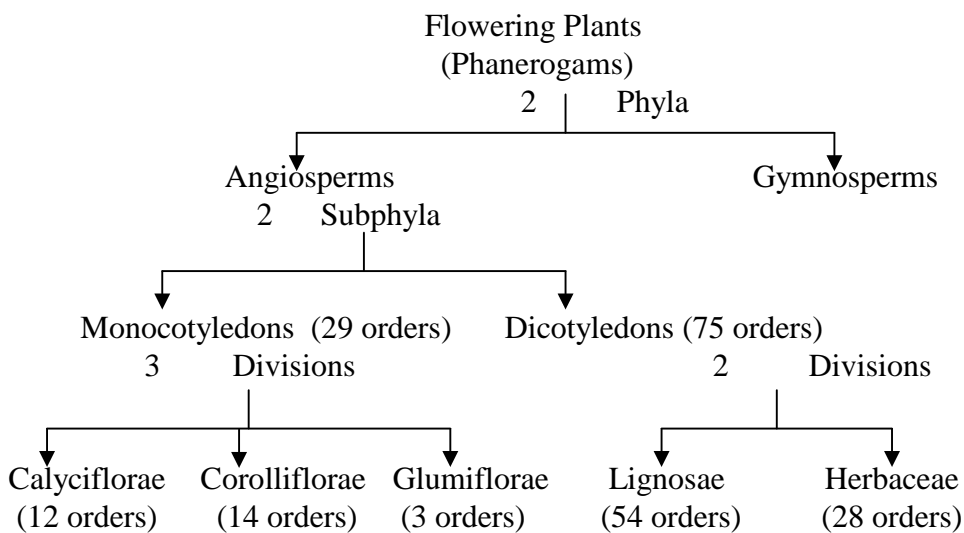 Flowering Plants
(Phanerogams)
2 Phyla
Angiosperms Gymnosperms
2 Subphyla
Monocotyledons (29 orders) Dicotyledons (75 orders)
3 Divisions 2 Divisions
Calyciflorae Corolliflorae Glumiflorae Lignosae Herbaceae
(12 orders) (14 orders) (3 orders) (54 orders) (28 orders)